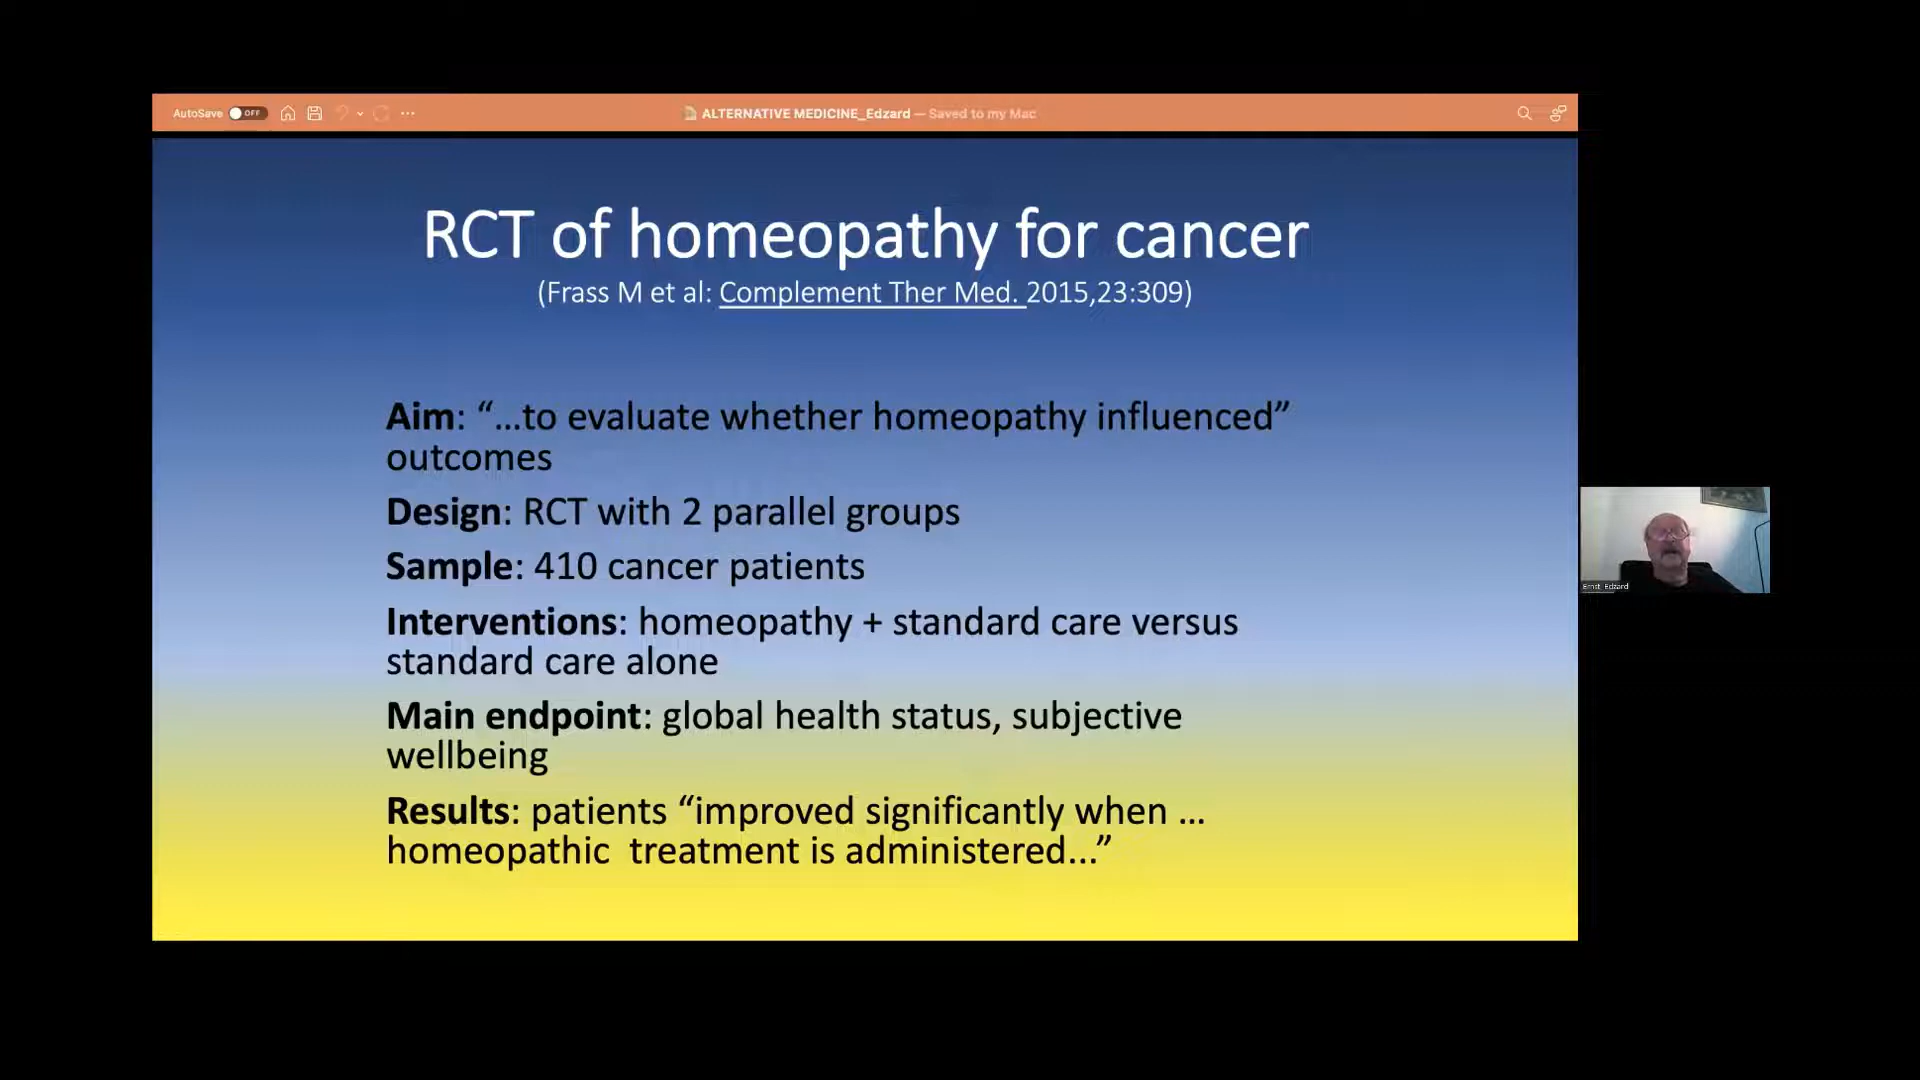 AutoSave OFF ALTERNATIVE MEDICINE_Edzard — Saved to my Mac
RCT of homeopathy for cancer
(Frass M et al: Complement Ther Med. 2015,23:309)
Aim: “...to evaluate whether homeopathy influenced”
outcomes
Design: RCT with 2 parallel groups
Sample: 410 cancer patients
Interventions: homeopathy + standard care versus
standard care alone
Main endpoint: global health status, subjective
wellbeing
Results: patients “improved significantly when ...
homeopathic  treatment is administered...”
Ernst, Edzard